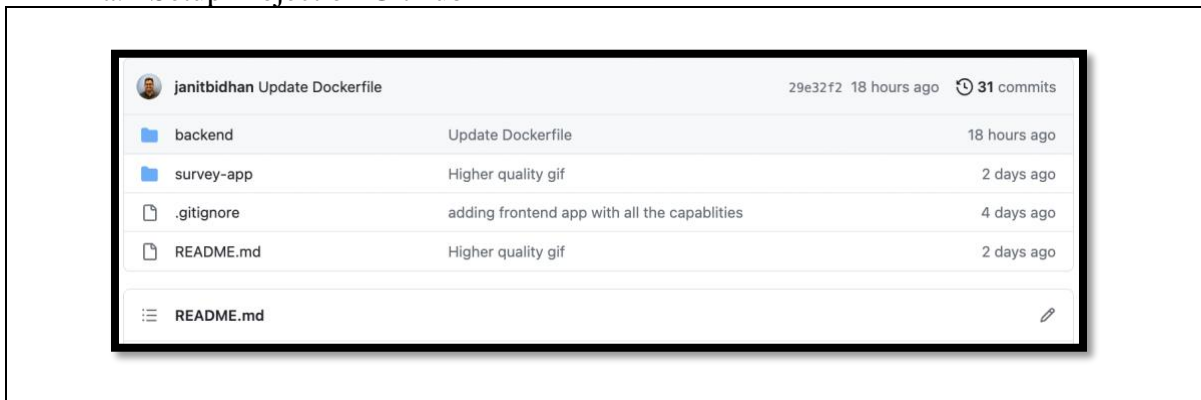 janitbidhan Update Dockerfile 29e32f2 18 hours ago 31 commits
backend Update Dockerfile 18 hours ago
survey-app Higher quality gif 2 days ago
.gitignore adding frontend app with all the capablities 4 days ago
README.md Higher quality gif 2 days ago
README.md